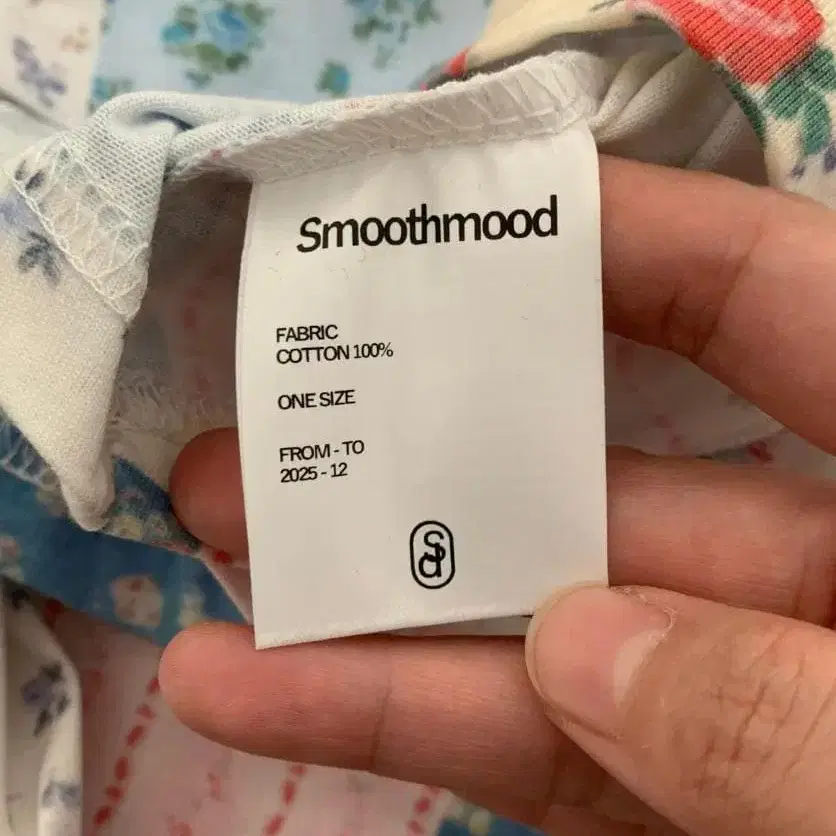 Smoothmood
FABRIC
COTTON 100%
ONE SIZE
FROM - TO
2025 - 12